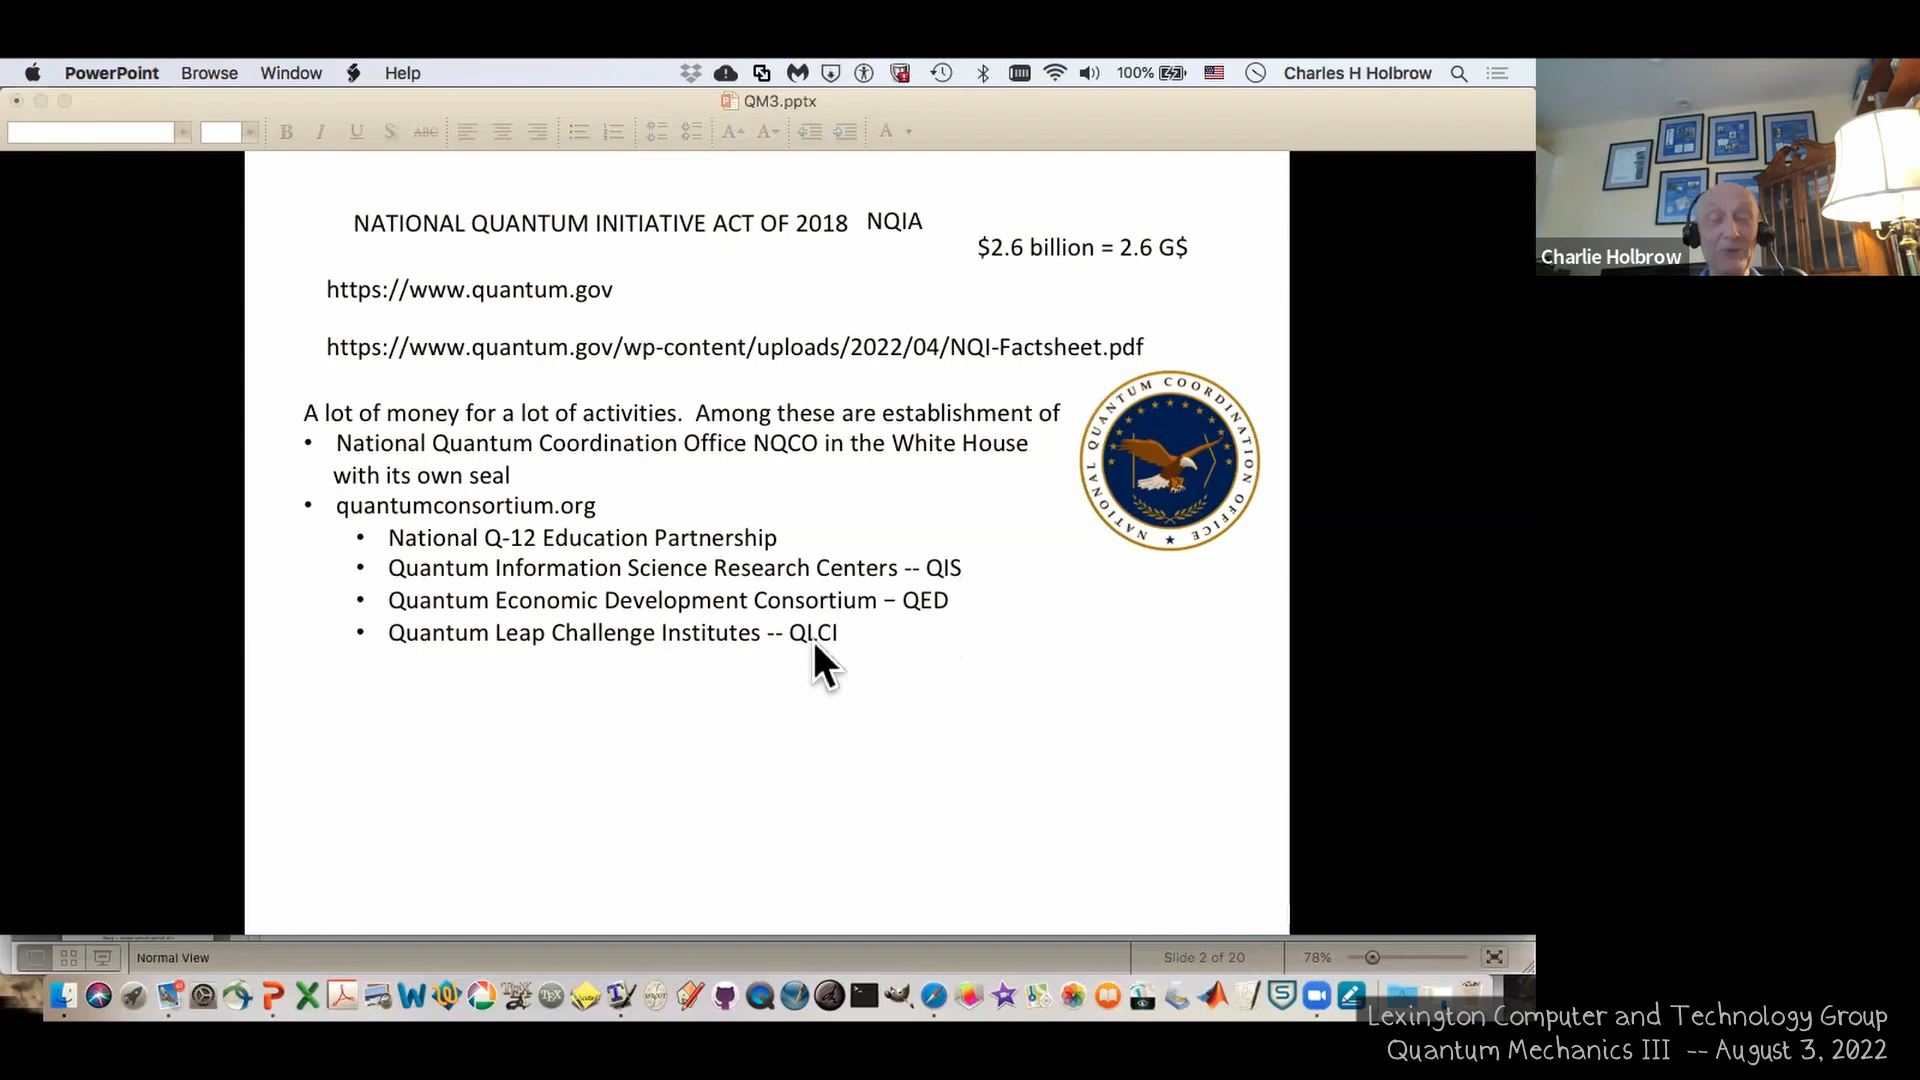 PowerPoint Browse Window Help 100% Charles H Holbrow
QM3.pptx
B I U S ABC A A A
NATIONAL QUANTUM INITIATIVE ACT OF 2018 NQIA
$2.6 billion = 2.6 G$
https://www.quantum.gov
https://www.quantum.gov/wp-content/uploads/2022/04/NQI-Factsheet.pdf
A lot of money for a lot of activities. Among these are establishment of
• National Quantum Coordination Office NQCO in the White House
with its own seal
• quantumconsortium.org
• National Q-12 Education Partnership
• Quantum Information Science Research Centers -- QIS
• Quantum Economic Development Consortium – QED
• Quantum Leap Challenge Institutes -- QLCI
NATIONAL QUANTUM COORDINATION OFFICE
Charlie Holbrow
Normal View Slide 2 of 20 78%
Lexington Computer and Technology Group
Quantum Mechanics III -- August 3, 2022